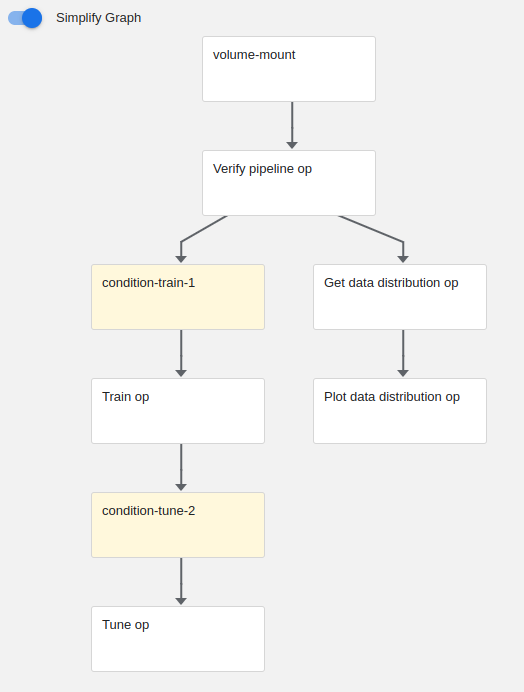 Simplify Graph
volume-mount
Verify pipeline op
condition-train-1
Get data distribution op
Train op
Plot data distribution op
condition-tune-2
Tune op